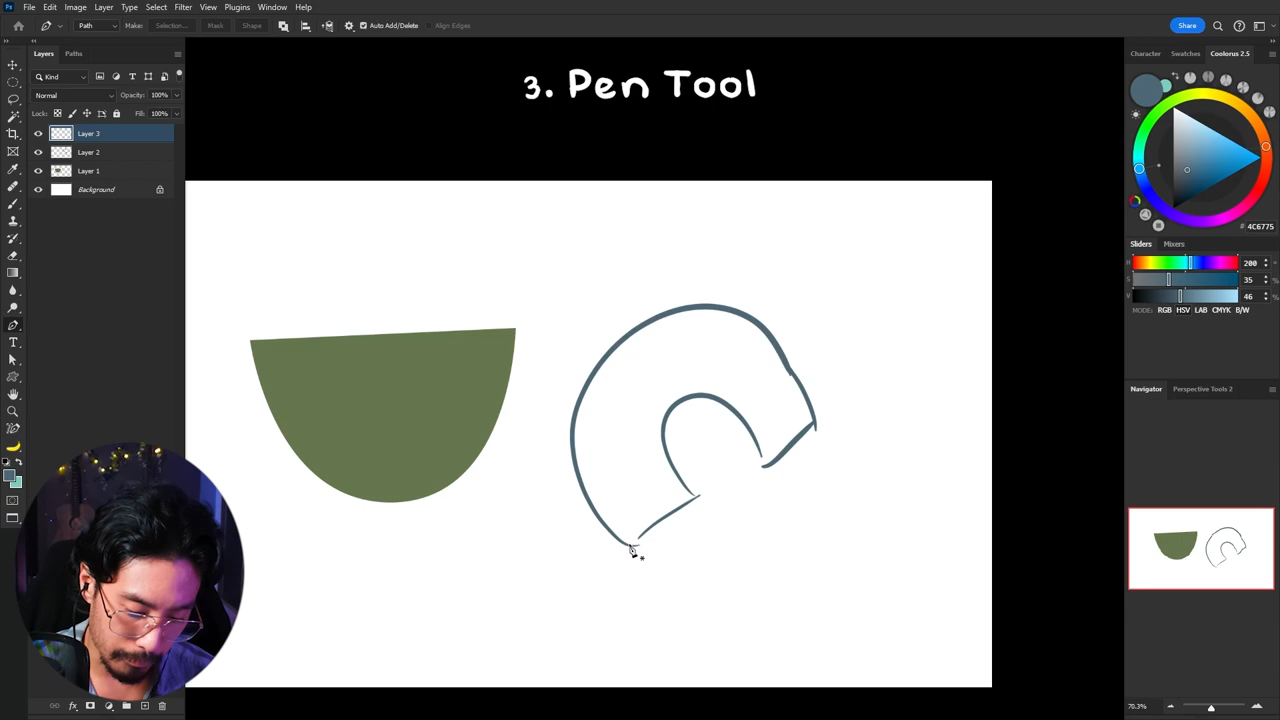 Ps File Edit Image Layer Type Select Filter View Plugins Window Help
Path Make: Selection... Mask Shape Auto Add/Delete Align Edges Share
Layers Paths
Character Swatches Coolorus 2.5
3. Pen Tool
Kind
Normal Opacity: 100%
Lock: Fill: 100%
Layer 3
Layer 2
Layer 1
Background
# 4C6775
Sliders Mixers
H 200 °
S 35 %
V 46 %
MODE: RGB HSV LAB CMYK B/W
Navigator Perspective Tools 2
fx
70.3%